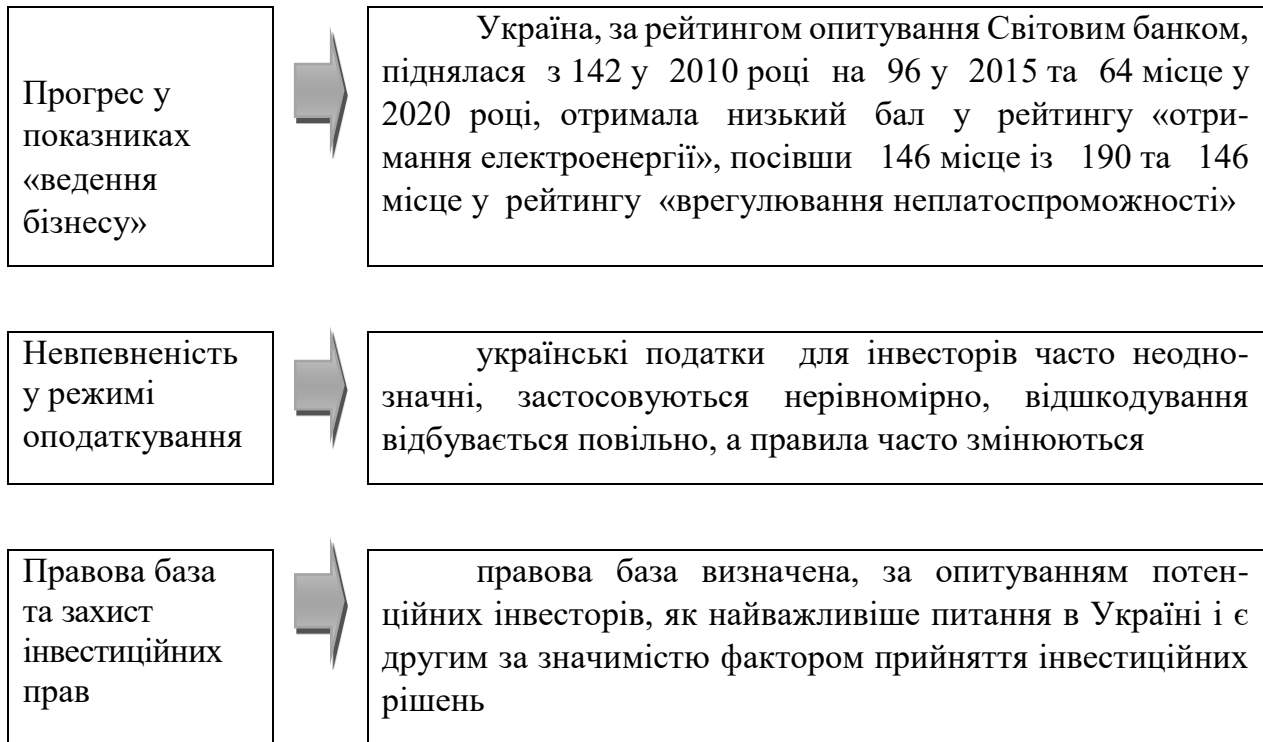 Прогрес у
показниках
«ведення
бізнесу»
Україна, за рейтингом опитування Світовим банком,
піднялася з 142 у 2010 році на 96 у 2015 та 64 місце у
2020 році, отримала низький бал у рейтингу «отри-
мання електроенергії», посівши 146 місце із 190 та 146
місце у рейтингу «врегулювання неплатоспроможності»
Невпевненість
у режимі
оподаткування
українські податки для інвесторів часто неодно-
значні, застосовуються нерівномірно, відшкодування
відбувається повільно, а правила часто змінюються
Правова база
та захист
інвестиційних
прав
правова база визначена, за опитуванням потен-
ційних інвесторів, як найважливіше питання в Україні і є
другим за значимістю фактором прийняття інвестиційних
рішень